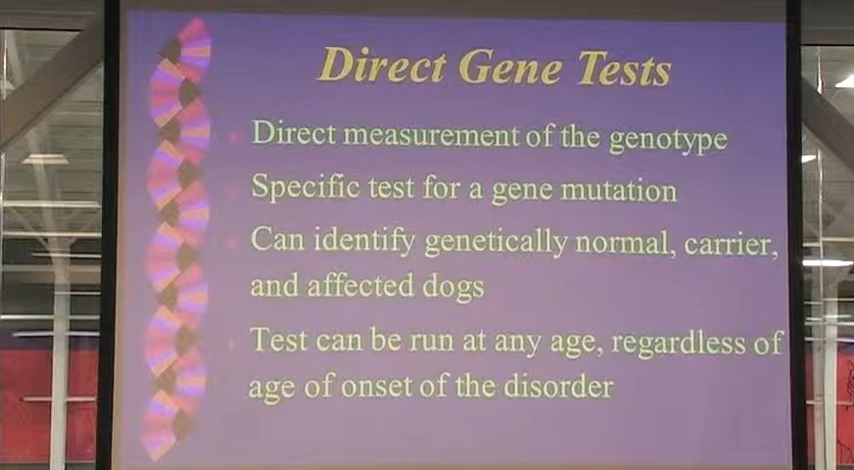 Direct Gene Tests
Direct measurement of the genotype
Specific test for a gene mutation
Can identify genetically normal, carrier,
and affected dogs
Test can be run at any age, regardless of
age of onset of the disorder